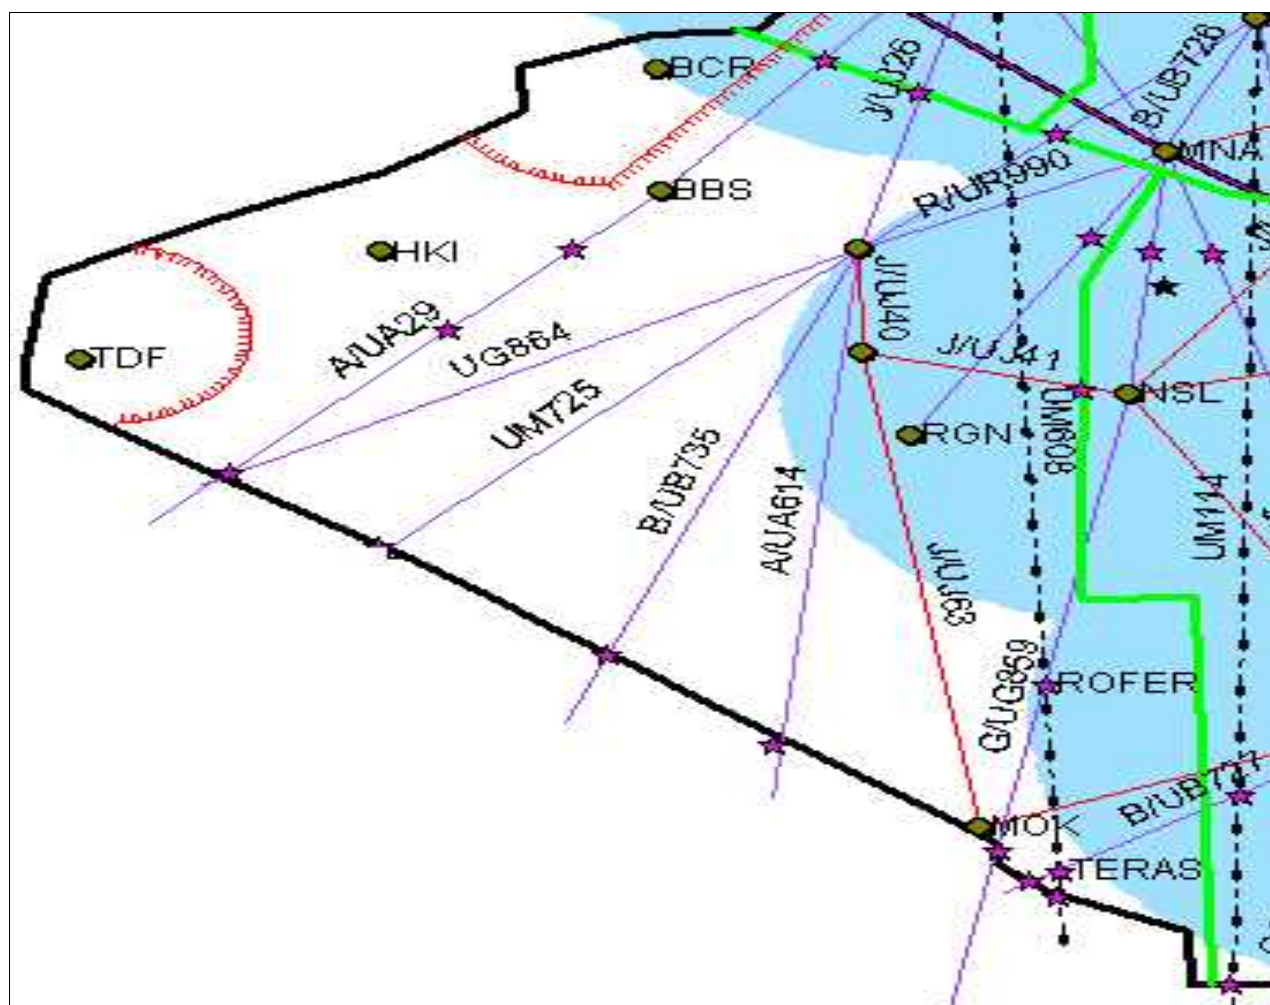 BCR
J/UJ26
B/UB728
MNA
BBS
R/UR990
HKI
J/UJ40
A/UA29
UG864
TDF
J/UJ41
NSL
UM725
UM608
RGN
B/UB735
A/UA614
UM114
J/UJ63
G/UG859
ROFER
MOK
B/UB727
TERAS